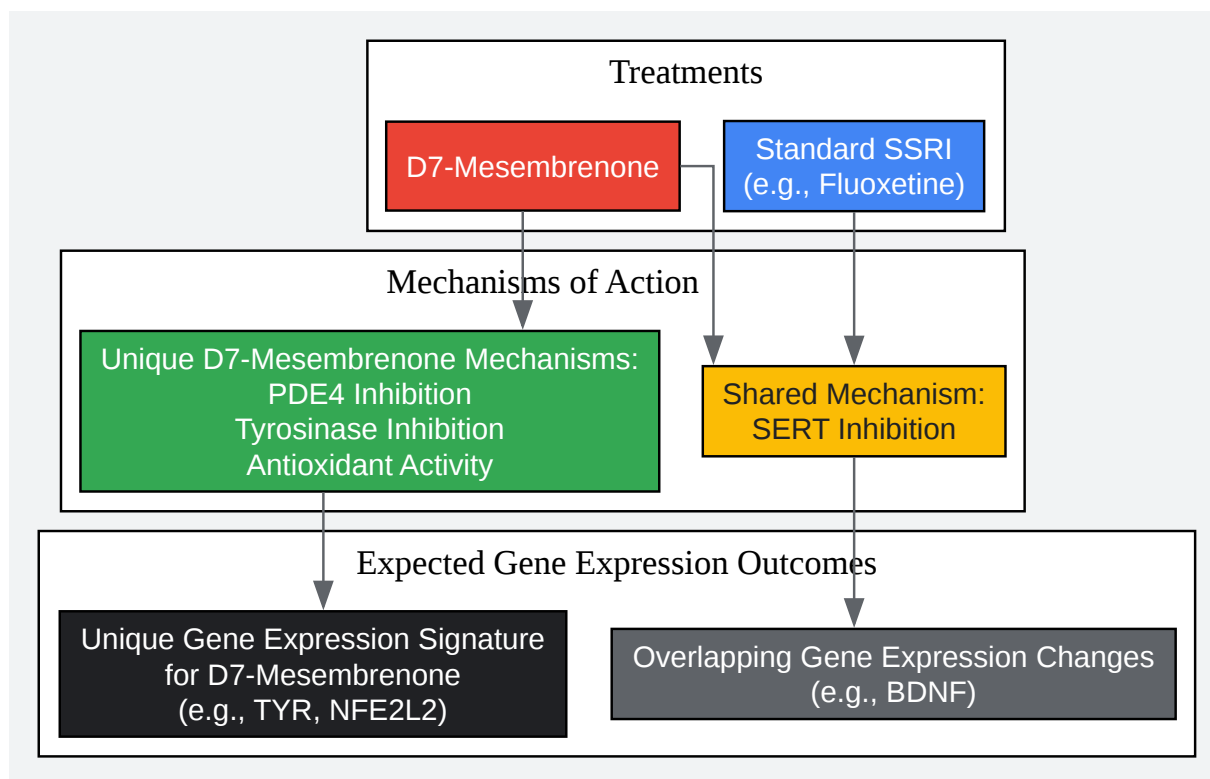 Treatments
D7-Mesembrenone
Standard SSRI
(e.g., Fluoxetine)
Mechanisms of Action
Unique D7-Mesembrenone Mechanisms:
PDE4 Inhibition
Tyrosinase Inhibition
Antioxidant Activity
Shared Mechanism:
SERT Inhibition
Expected Gene Expression Outcomes
Unique Gene Expression Signature
for D7-Mesembrenone
(e.g., TYR, NFE2L2)
Overlapping Gene Expression Changes
(e.g., BDNF)